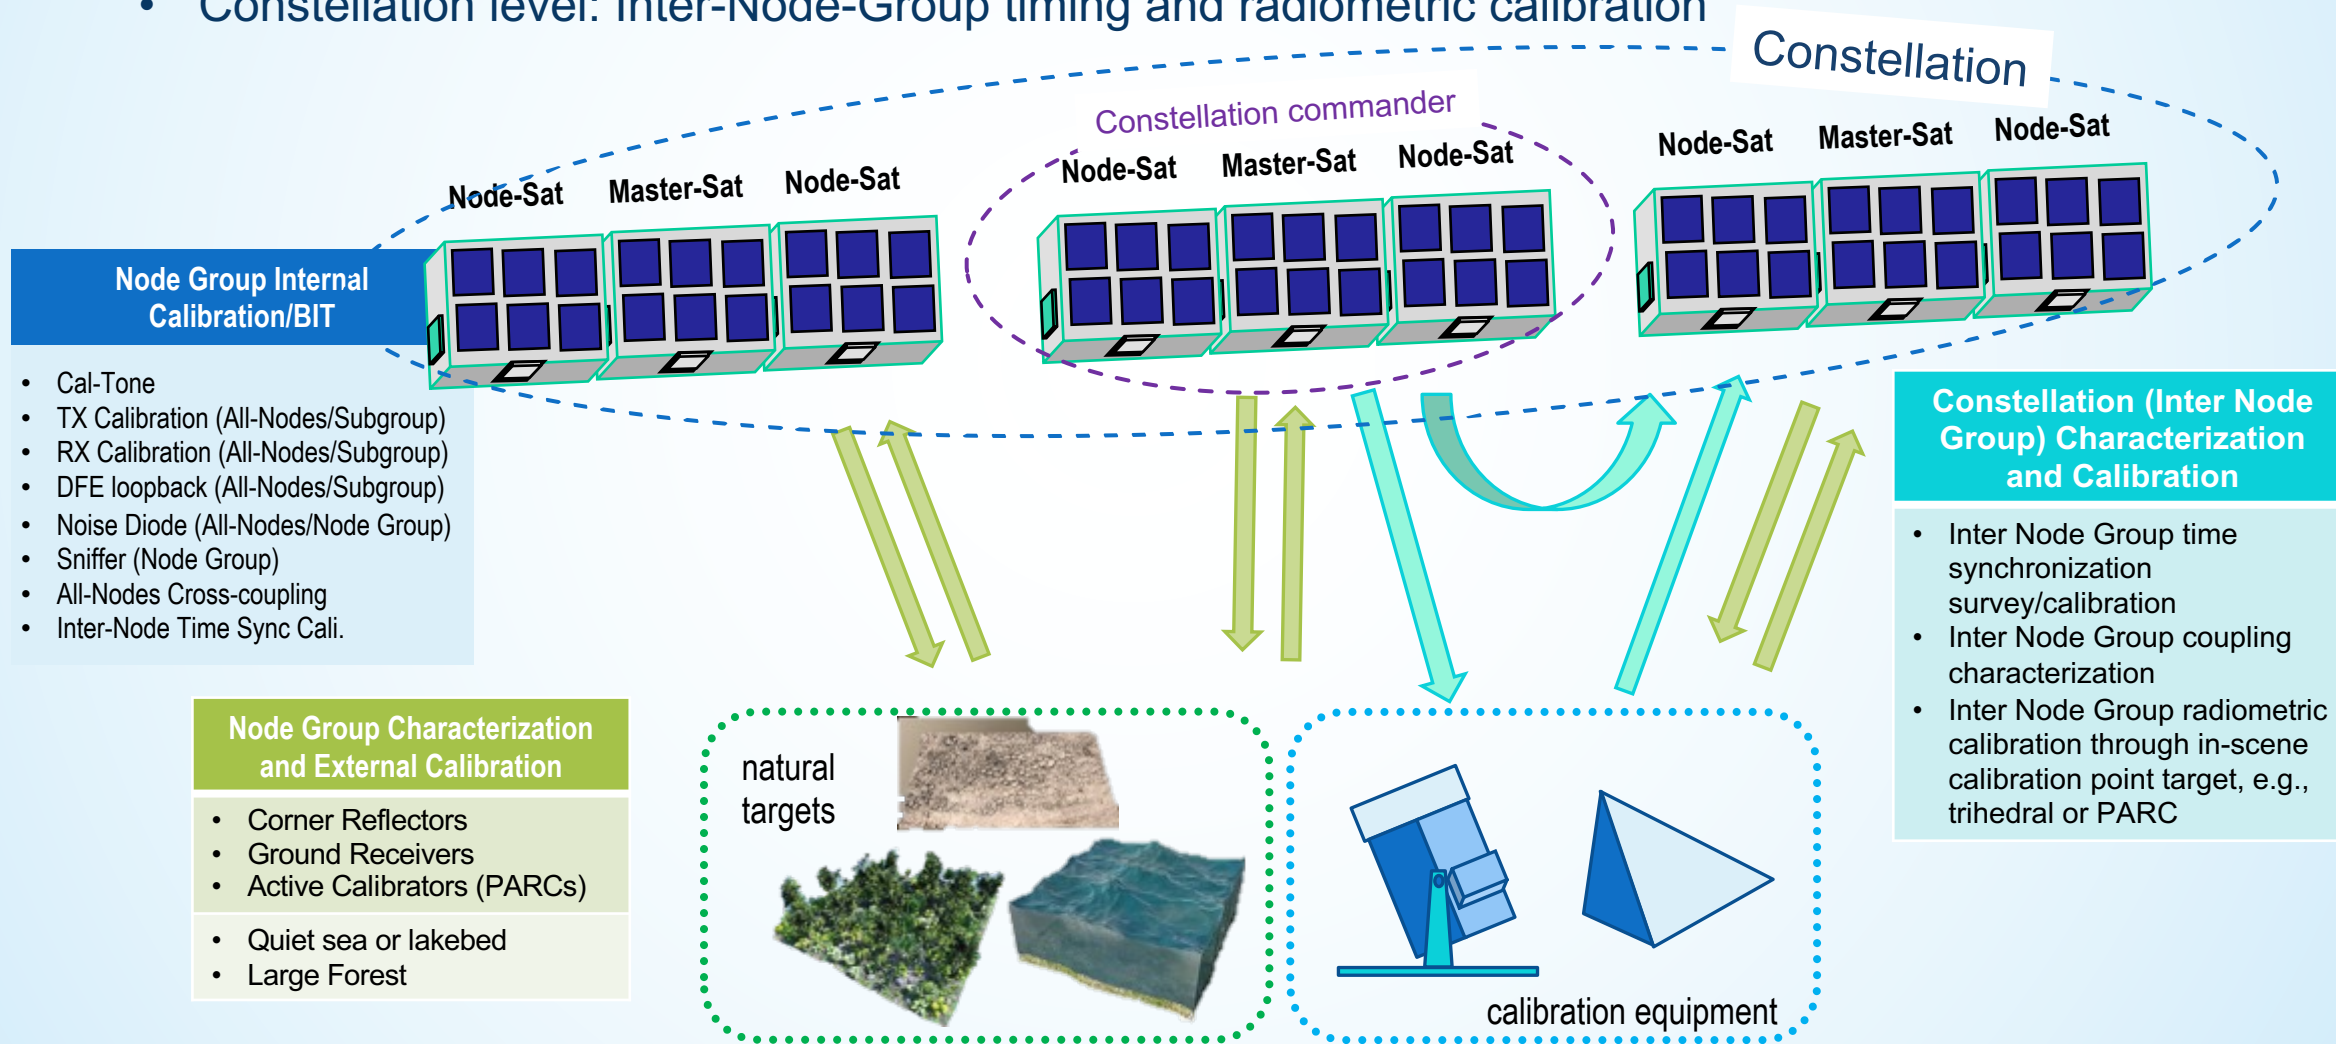 • Constellation level: Inter-Node-Group timing and radiometric calibration
Constellation
Constellation commander
Node-Sat Master-Sat Node-Sat
Node-Sat Master-Sat Node-Sat
Node-Sat Master-Sat Node-Sat
Node Group Internal
Calibration/BIT
• Cal-Tone
• TX Calibration (All-Nodes/Subgroup)
• RX Calibration (All-Nodes/Subgroup)
• DFE loopback (All-Nodes/Subgroup)
• Noise Diode (All-Nodes/Node Group)
• Sniffer (Node Group)
• All-Nodes Cross-coupling
• Inter-Node Time Sync Cali.
Constellation (Inter Node
Group) Characterization
and Calibration
• Inter Node Group time
synchronization
survey/calibration
• Inter Node Group coupling
characterization
• Inter Node Group radiometric
calibration through in-scene
calibration point target, e.g.,
trihedral or PARC
Node Group Characterization
and External Calibration
• Corner Reflectors
• Ground Receivers
• Active Calibrators (PARCs)
• Quiet sea or lakebed
• Large Forest
natural
targets
calibration equipment